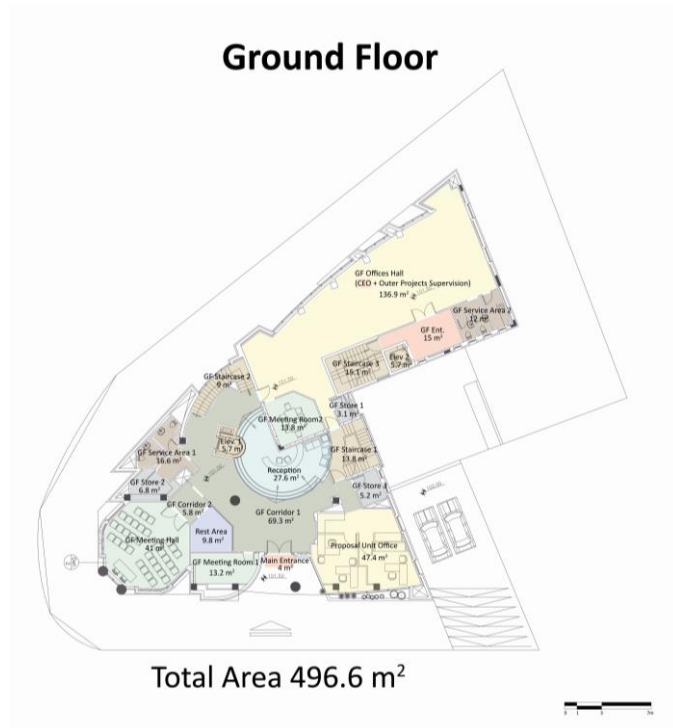 Ground Floor
GF Offices Hall
(CEO + Outer Projects Supervision)
136.9 m²
GF Service Area 2
12 m²
GF Ent.
15 m²
Elev 2
5.7 m²
GF Staircase 3
GF Staircase 2
9 m²
GF Store 1
3.1 m²
GF Meeting Room2
13.8 m²
Elev 1
5.7 m²
GF Staircase 1
13.8 m²
GF Service Area 1
16.6 m²
Reception
27.6 m²
GF Store 2
6.8 m²
GF Store
5.2 m²
GF Corridor 2
5.8 m²
GF Corridor 1
69.3 m²
Rest Area
9.8 m²
GF Meeting Hall
41 m²
Proposal Unit Office
47.4 m²
GF Meeting Room 1
13.2 m²
Main Entrance
4 m²
Total Area 496.6 m²